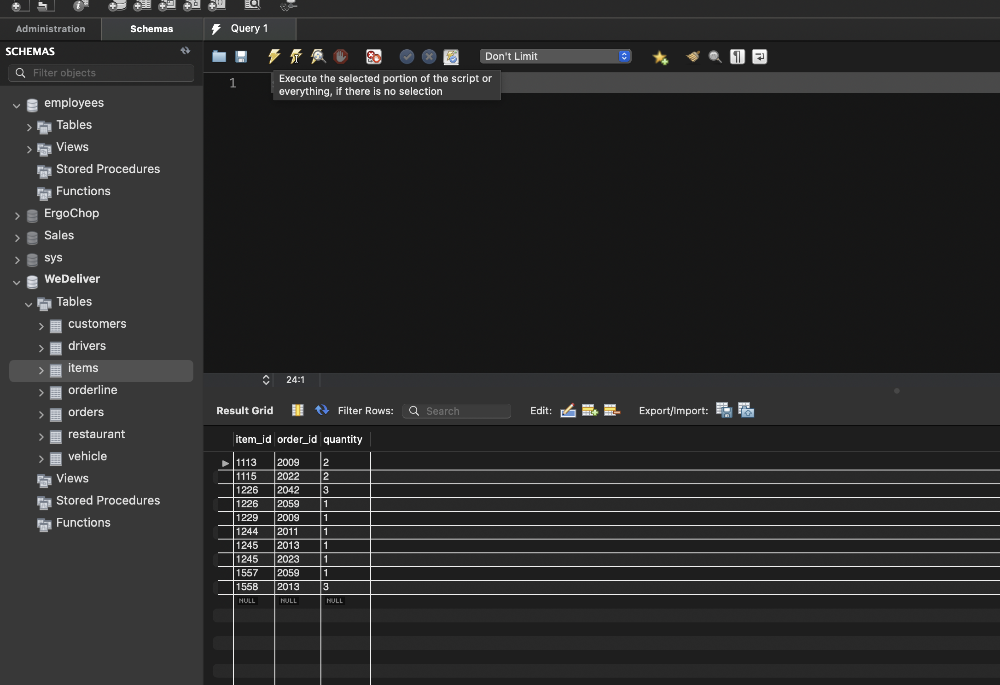 Administration
Schemas
Query 1
SCHEMAS
Filter objects
Don't Limit
1
Execute the selected portion of the script or
everything, if there is no selection
employees
Tables
Views
Stored Procedures
Functions
ErgoChop
Sales
sys
WeDeliver
Tables
customers
drivers
items
orderline
orders
restaurant
vehicle
Views
Stored Procedures
Functions
24:1
Result Grid
Filter Rows:
Search
Edit:
Export/Import:
item_id order_id quantity
1113 2009 2
1115 2022 2
1226 2042 3
1226 2059 1
1229 2009 1
1244 2011 1
1245 2013 1
1245 2023 1
1557 2059 1
1558 2013 3
NULL NULL NULL